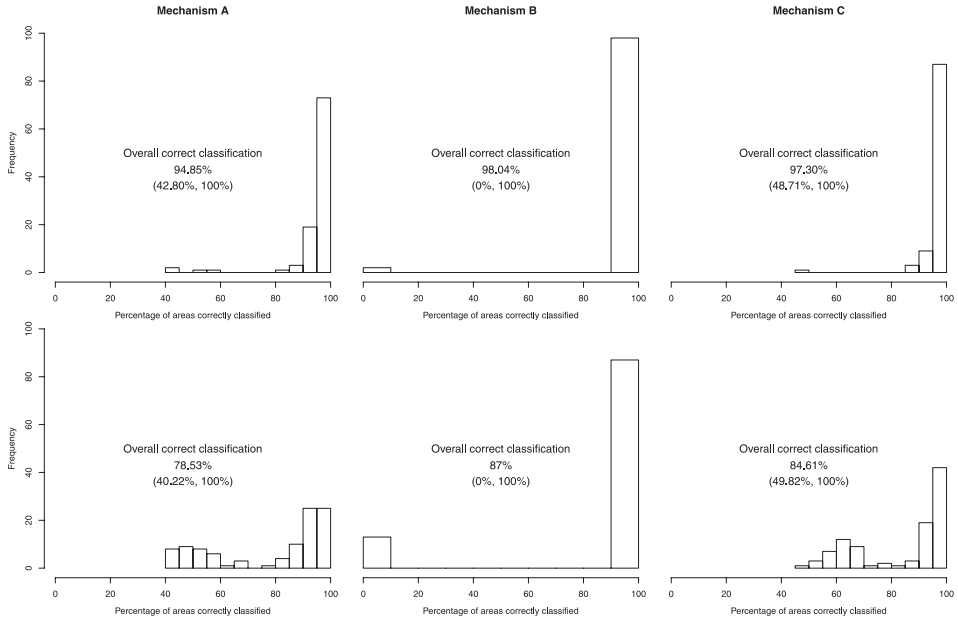 Mechanism A
Mechanism B
Mechanism C
Frequency
100
80
60
40
20
0
Overall correct classification
94.85%
(42.80%, 100%)
Overall correct classification
98.04%
(0%, 100%)
Overall correct classification
97.30%
(48.71%, 100%)
0 20 40 60 80 100
0 20 40 60 80 100
0 20 40 60 80 100
Percentage of areas correctly classified
Percentage of areas correctly classified
Percentage of areas correctly classified
Frequency
100
80
60
40
20
0
Overall correct classification
78.53%
(40.22%, 100%)
Overall correct classification
87%
(0%, 100%)
Overall correct classification
84.61%
(49.82%, 100%)
0 20 40 60 80 100
0 20 40 60 80 100
0 20 40 60 80 100
Percentage of areas correctly classified
Percentage of areas correctly classified
Percentage of areas correctly classified